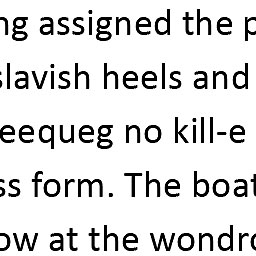 ng assigned the p
slavish heels and
eequeg no kill-e
ss form. The boat
ow at the wondro